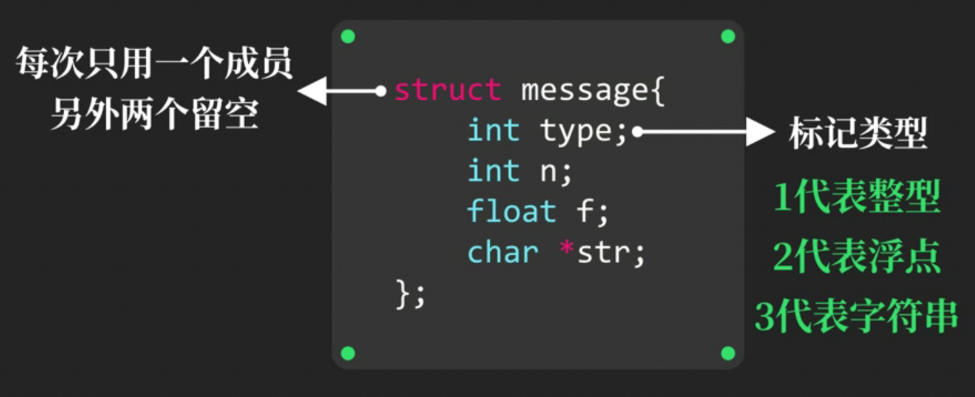 每次只用一个成员
另外两个留空
struct message{
int type;
int n;
float f;
char *str;
};
标记类型
1代表整型
2代表浮点
3代表字符串